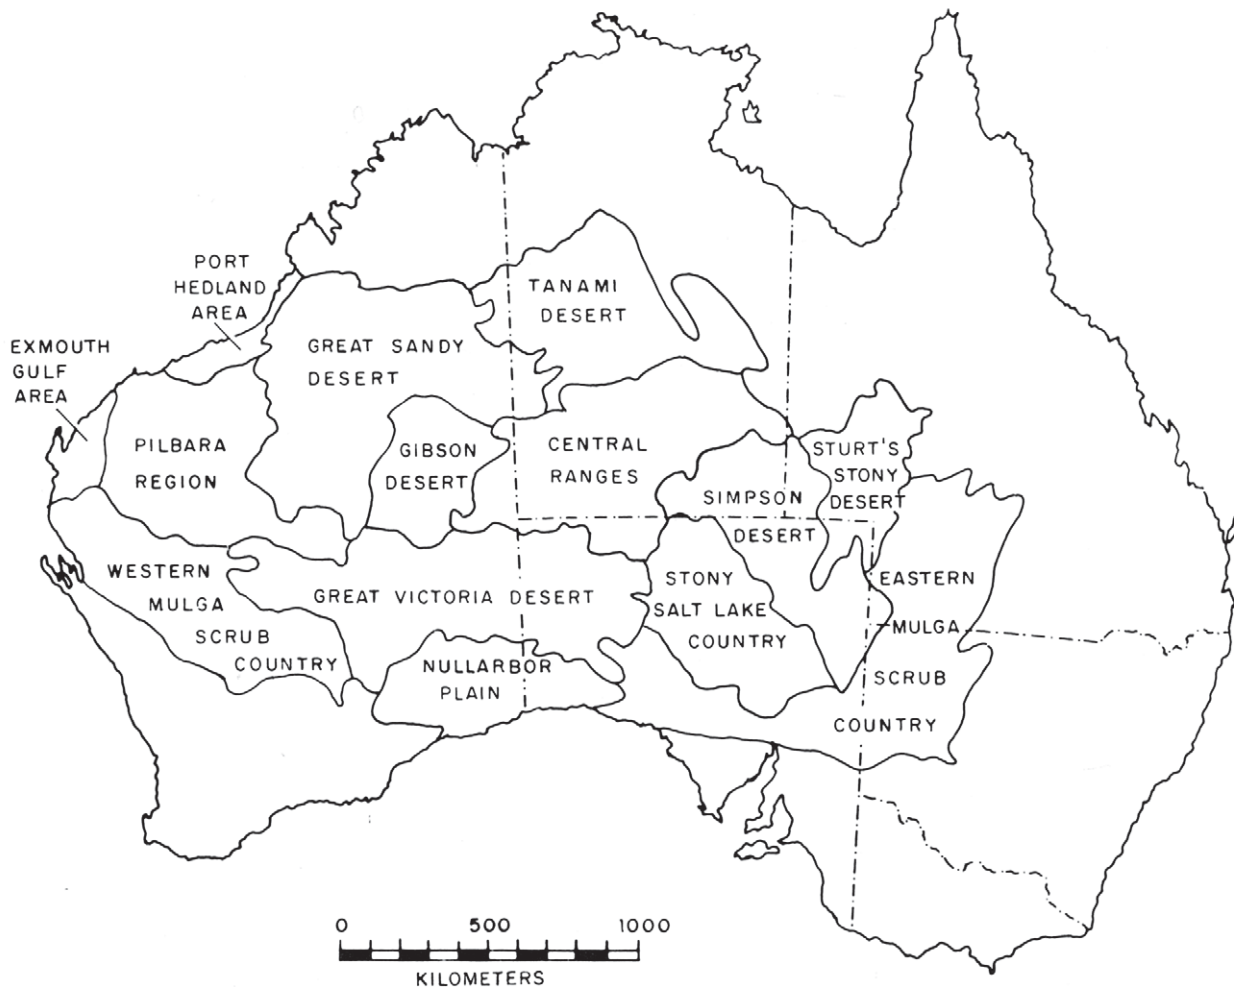 PORT
HEDLAND
AREA
EXMOUTH
GULF
AREA
TANAMI
DESERT
GREAT SANDY
DESERT
PILBARA
REGION
GIBSON
DESERT
CENTRAL
RANGES
STURT'S
STONY
DESERT
SIMPSON
DESERT
WESTERN
MULGA
SCRUB
COUNTRY
GREAT VICTORIA DESERT
STONY
SALT LAKE
COUNTRY
EASTERN
MULGA
SCRUB
COUNTRY
NULLARBOR
PLAIN
0 500 1000
KILOMETERS